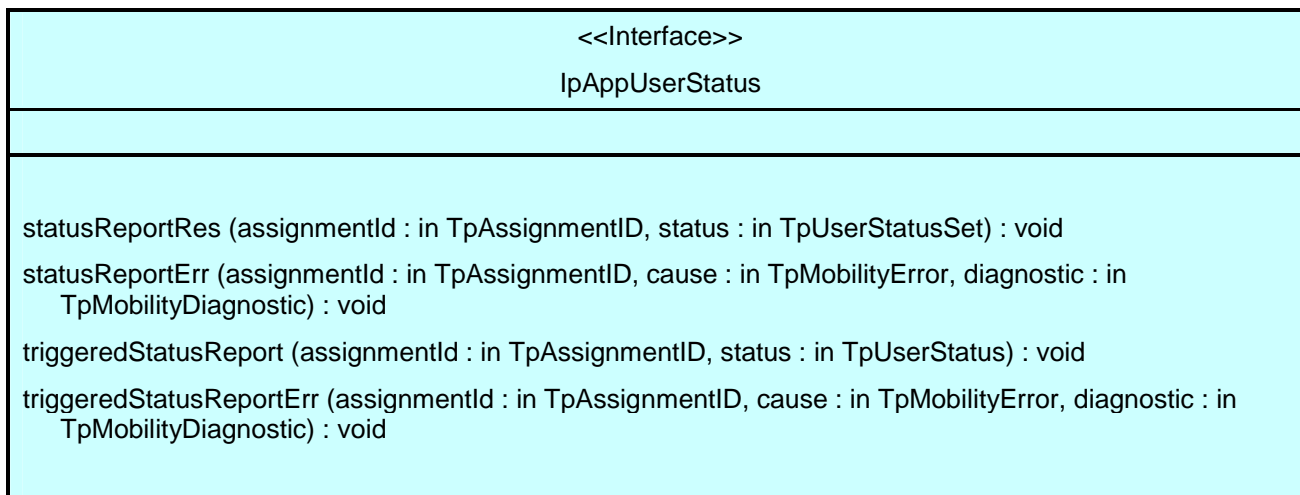 <<Interface>>
IpAppUserStatus
statusReportRes (assignmentId : in TpAssignmentID, status : in TpUserStatusSet) : void
statusReportErr (assignmentId : in TpAssignmentID, cause : in TpMobilityError, diagnostic : in
TpMobilityDiagnostic) : void
triggeredStatusReport (assignmentId : in TpAssignmentID, status : in TpUserStatus) : void
triggeredStatusReportErr (assignmentId : in TpAssignmentID, cause : in TpMobilityError, diagnostic : in
TpMobilityDiagnostic) : void